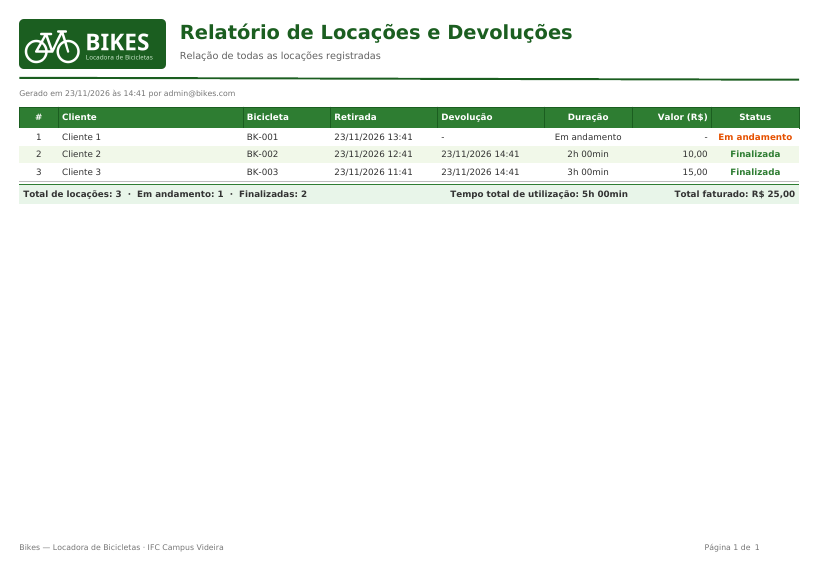 BIKES
Locadora de Bicicletas
Relatório de Locações e Devoluções
Relação de todas as locações registradas
Gerado em 23/11/2026 às 14:41 por admin@bikes.com
# Cliente Bicicleta Retirada Devolução Duração Valor (R$) Status
1 Cliente 1 BK-001 23/11/2026 13:41 - Em andamento - Em andamento
2 Cliente 2 BK-002 23/11/2026 12:41 23/11/2026 14:41 2h 00min 10,00 Finalizada
3 Cliente 3 BK-003 23/11/2026 11:41 23/11/2026 14:41 3h 00min 15,00 Finalizada
Total de locações: 3 · Em andamento: 1 · Finalizadas: 2 Tempo total de utilização: 5h 00min Total faturado: R$ 25,00
Bikes — Locadora de Bicicletas · IFC Campus Videira Página 1 de 1